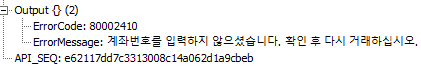 Output {} (2)
ErrorCode: 80002410
ErrorMessage: 계좌번호를 입력하지 않으셨습니다. 확인 후 다시 거래하십시오.
API_SEQ: e62117dd7c3313008c14a062d1a9cbeb